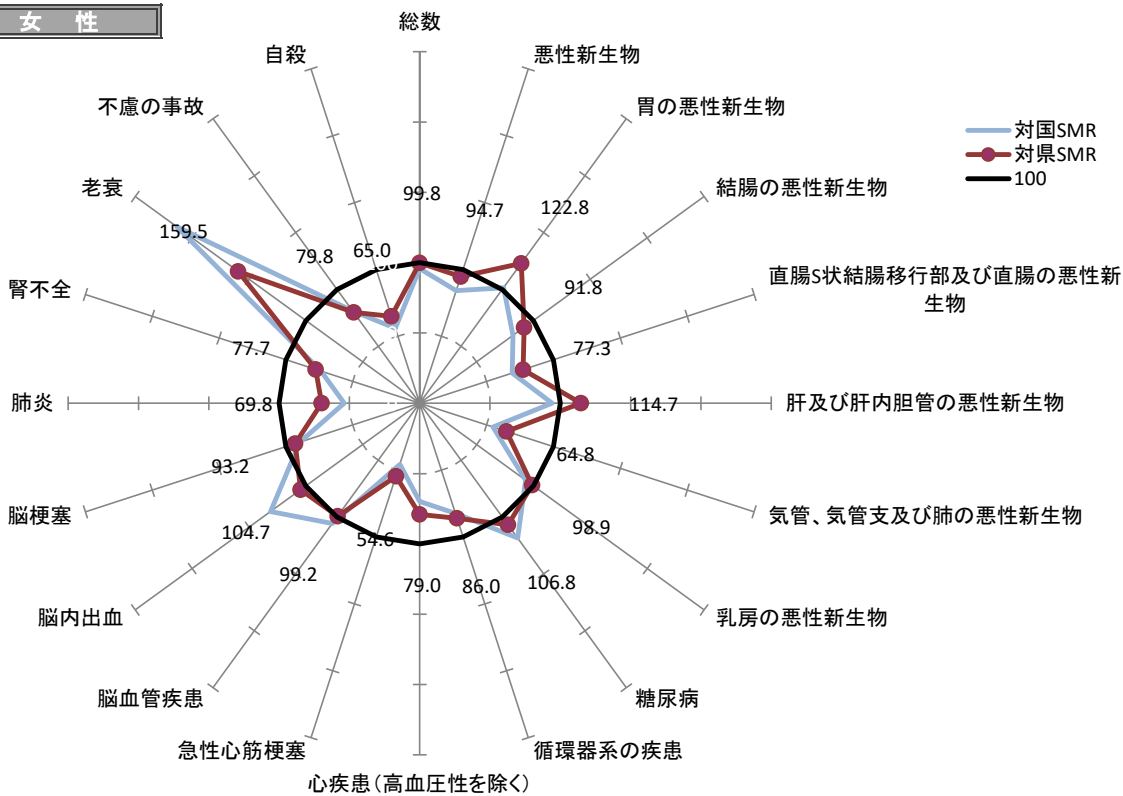 女 性
総数
自殺
悪性新生物
不慮の事故
胃の悪性新生物
対国SMR
対県SMR
100
老衰
結腸の悪性新生物
99.8
94.7
122.8
159.5
79.8
65.0
91.8
直腸S状結腸移行部及び直腸の悪性新
生物
腎不全
77.7
77.3
肺炎
69.8
114.7
肝及び肝内胆管の悪性新生物
93.2
64.8
脳梗塞
気管、気管支及び肺の悪性新生物
104.7
54.6
98.9
99.2
79.0
86.0
106.8
脳内出血
乳房の悪性新生物
脳血管疾患
糖尿病
急性心筋梗塞
循環器系の疾患
心疾患(高血圧性を除く)